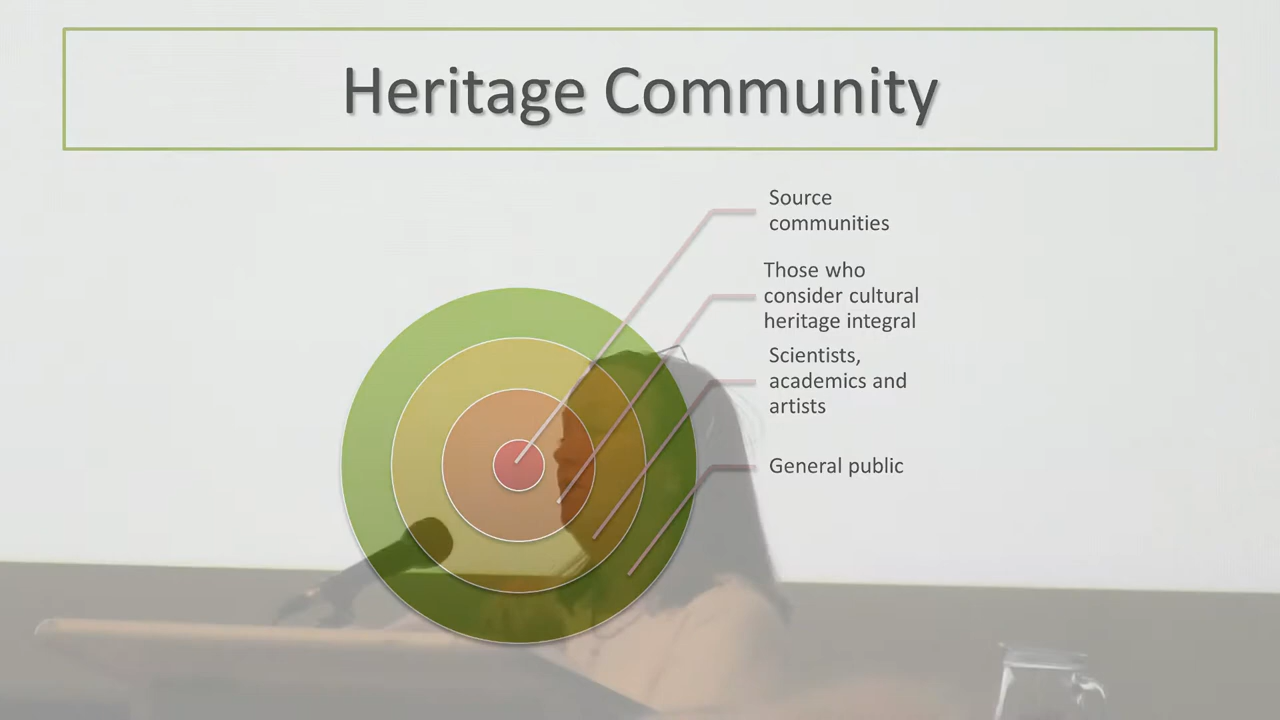 Heritage Community
Source
communities
Those who
consider cultural
heritage integral
Scientists,
academics and
artists
General public